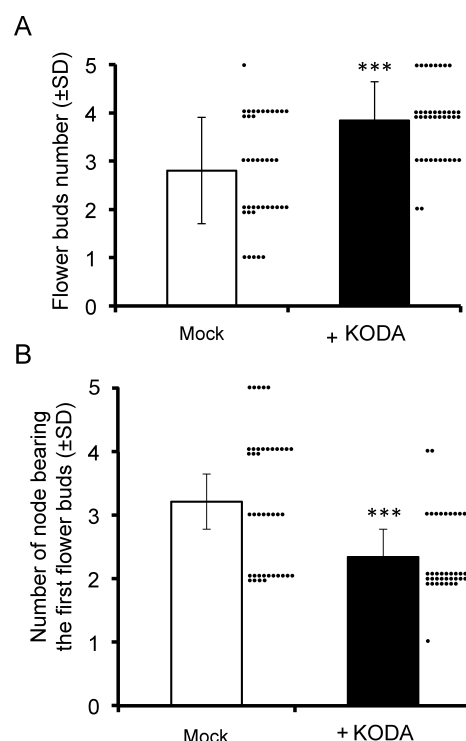 A
Flower buds number (±SD)
5
4
3
2
1
0
***
Mock
+ KODA
B
Number of node bearing
the first flower buds (±SD)
5
4
3
2
1
0
***
Mock
+ KODA